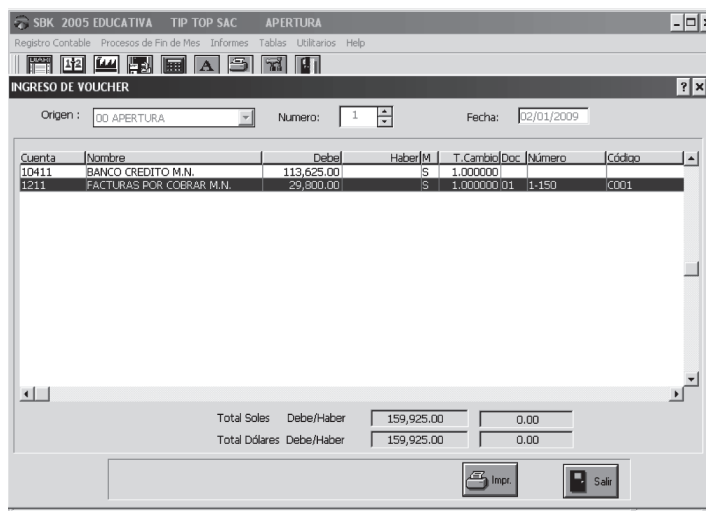 SBK 2005 EDUCATIVA TIP TOP SAC APERTURA
Registro Contable Procesos de Fin de Mes Informes Tablas Utilitarios Help
INGRESO DE VOUCHER
Origen : 00 APERTURA Numero: 1 Fecha: 02/01/2009
Cuenta Nombre Debe Haber M T.Cambio Doc Número Código
10411 BANCO CREDITO M.N. 113,625.00 S 1.000000
1211 FACTURAS POR COBRAR M.N. 29,800.00 S 1.000000 01 1-150 C001
Total Soles Debe/Haber 159,925.00 0.00
Total Dólares Debe/Haber 159,925.00 0.00
Impr. Salir